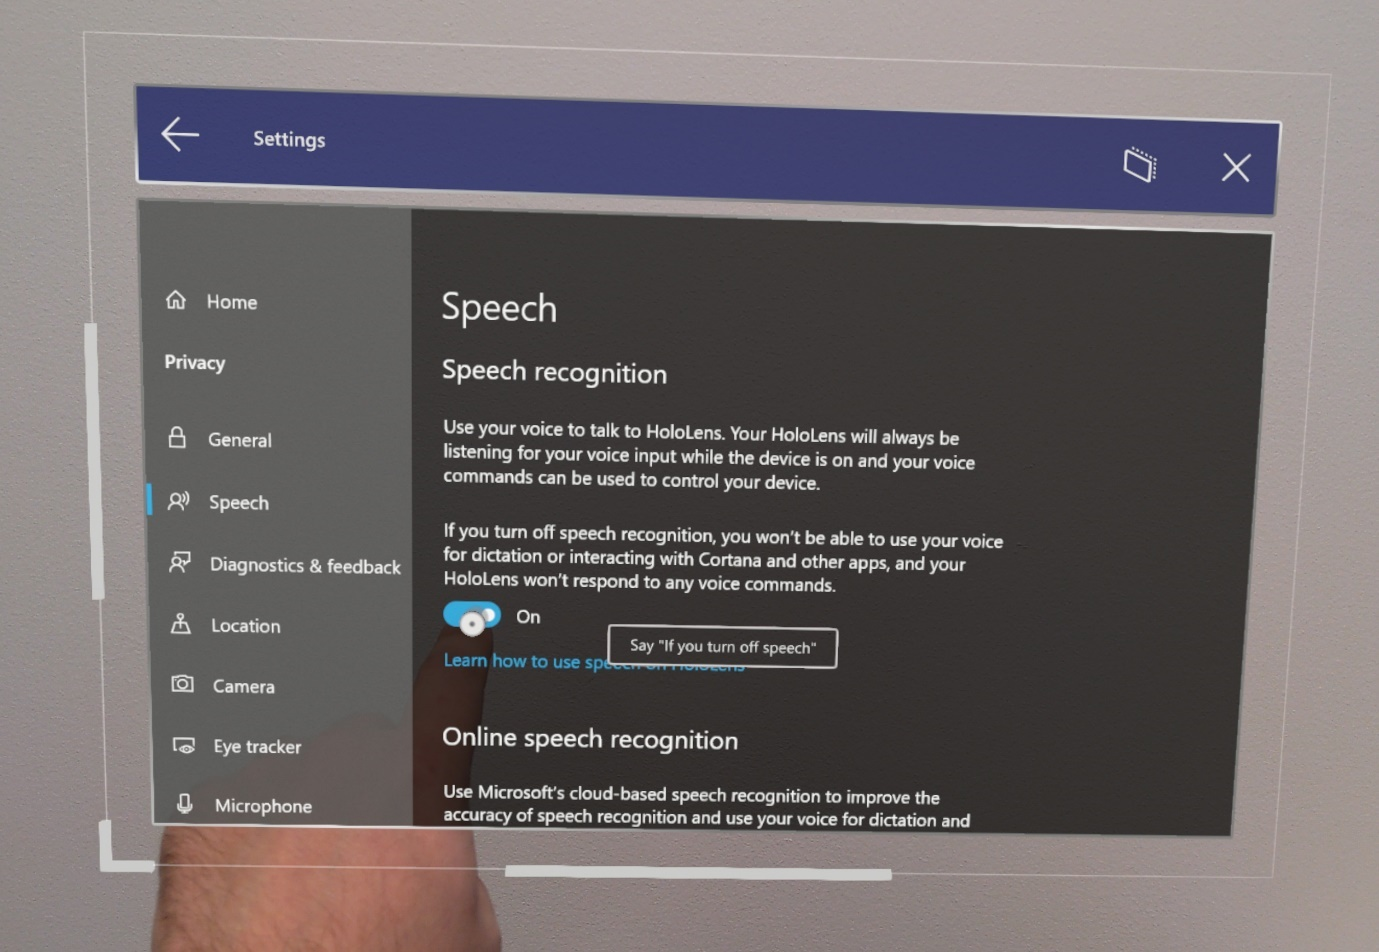 Settings
Home
Privacy
General
Speech
Diagnostics & feedback
Location
Camera
Eye tracker
Microphone
Speech
Speech recognition
Use your voice to talk to HoloLens. Your HoloLens will always be
listening for your voice input while the device is on and your voice
commands can be used to control your device.
If you turn off speech recognition, you won't be able to use your voice
for dictation or interacting with Cortana and other apps, and your
HoloLens won't respond to any voice commands.
On
Say "If you turn off speech"
Learn how to use speech on HoloLens
Online speech recognition
Use Microsoft's cloud-based speech recognition to improve the
accuracy of speech recognition and use your voice for dictation and